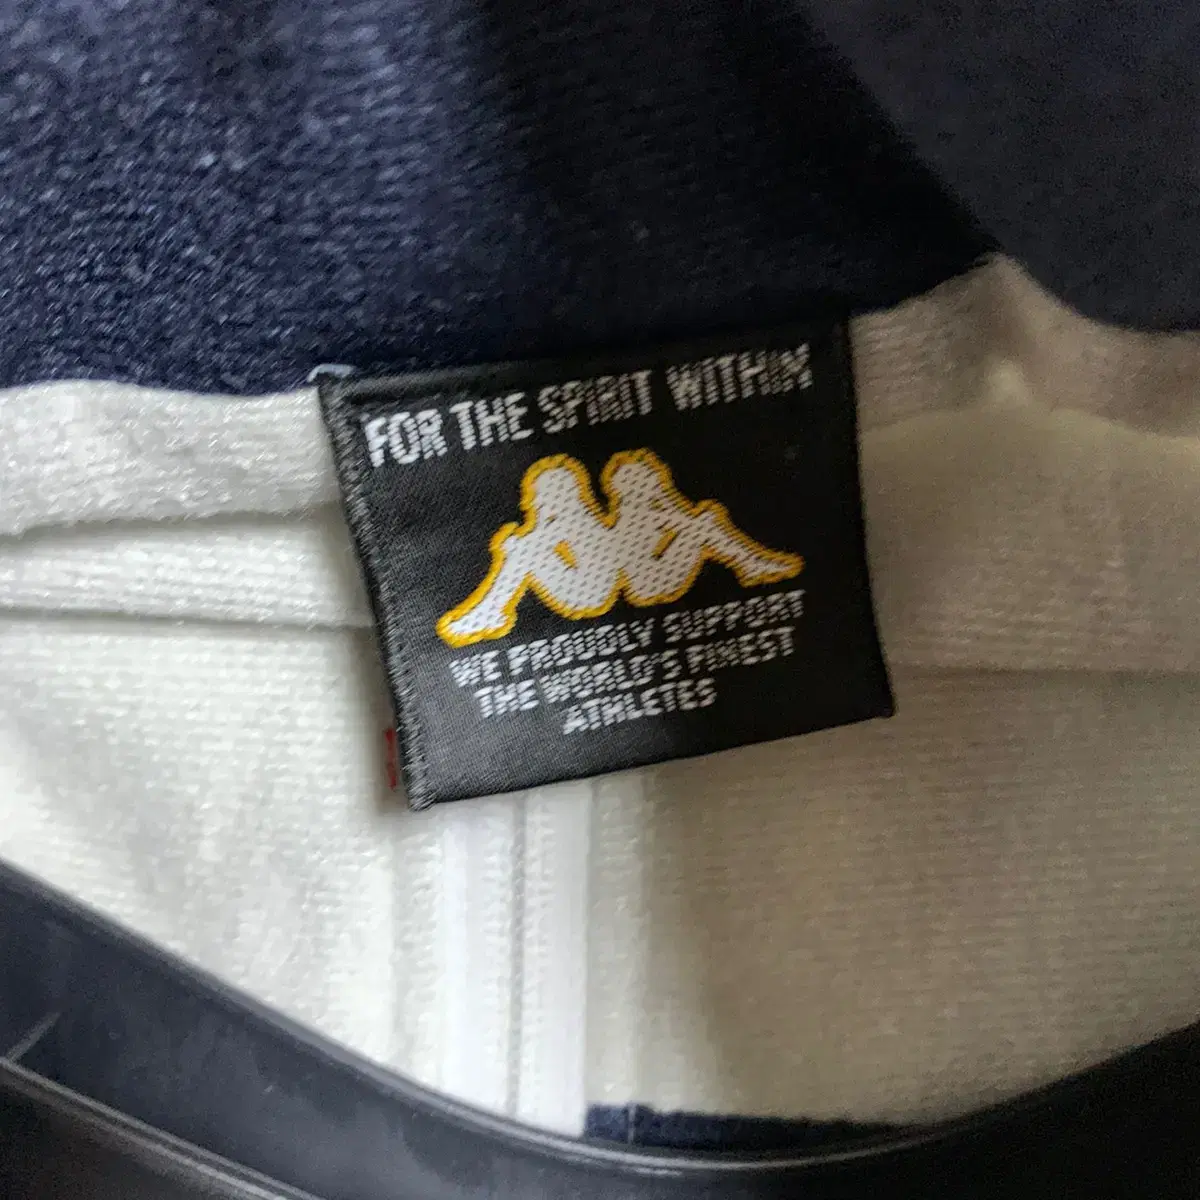 FOR THE SPIRIT WITHIN
WE PROUDLY SUPPORT
THE WORLD'S FINEST
ATHLETES